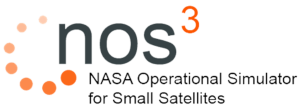 nos³
NASA Operational Simulator
for Small Satellites